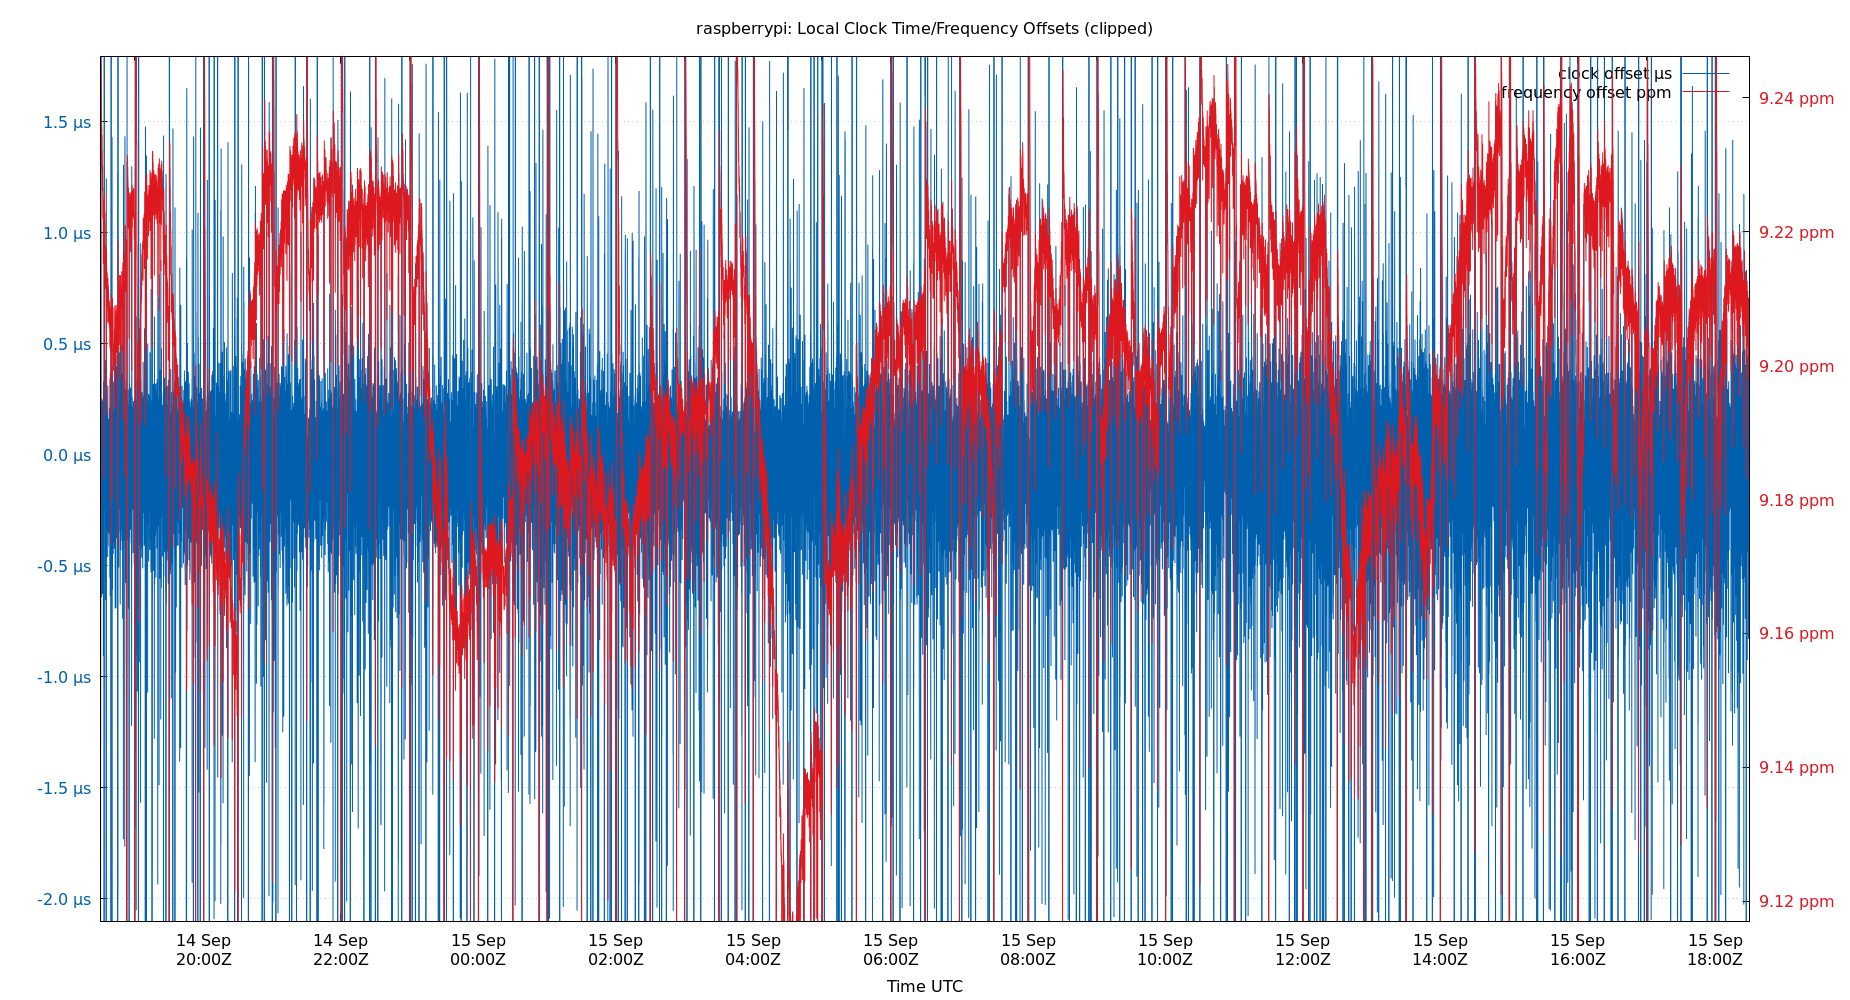 raspberrypi: Local Clock Time/Frequency Offsets (clipped)
clock offset µs
frequency offset ppm
1.5 µs
1.0 µs
0.5 µs
0.0 µs
-0.5 µs
-1.0 µs
-1.5 µs
-2.0 µs
9.24 ppm
9.22 ppm
9.20 ppm
9.18 ppm
9.16 ppm
9.14 ppm
9.12 ppm
14 Sep 14 Sep 15 Sep 15 Sep 15 Sep 15 Sep 15 Sep 15 Sep 15 Sep 15 Sep 15 Sep 15 Sep
20:00Z 22:00Z 00:00Z 02:00Z 04:00Z 06:00Z 08:00Z 10:00Z 12:00Z 14:00Z 16:00Z 18:00Z
Time UTC